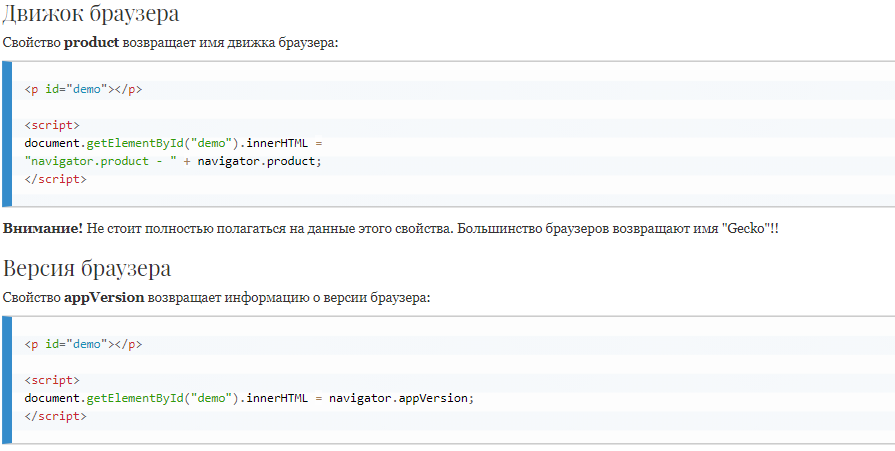 Движок браузера
Свойство product возвращает имя движка браузера:
<p id="demo"></p>
<script>
document.getElementById("demo").innerHTML =
"navigator.product - " + navigator.product;
</script>
Внимание! Не стоит полностью полагаться на данные этого свойства. Большинство браузеров возвращают имя "Gecko"!!
Версия браузера
Свойство appVersion возвращает информацию о версии браузера:
<p id="demo"></p>
<script>
document.getElementById("demo").innerHTML = navigator.appVersion;
</script>